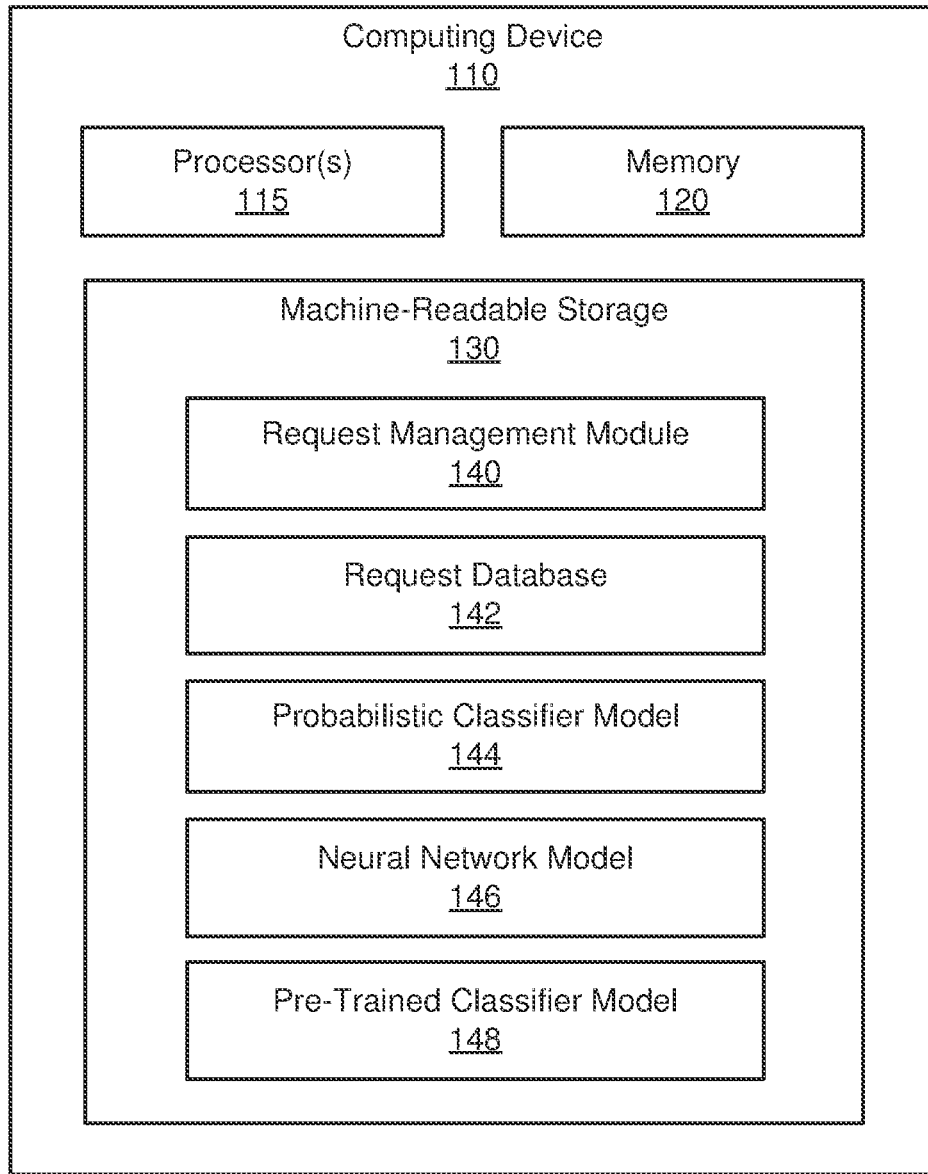 Computing Device
110
Processor(s)
115
Memory
120
Machine-Readable Storage
130
Request Management Module
140
Request Database
142
Probabilistic Classifier Model
144
Neural Network Model
146
Pre-Trained Classifier Model
148